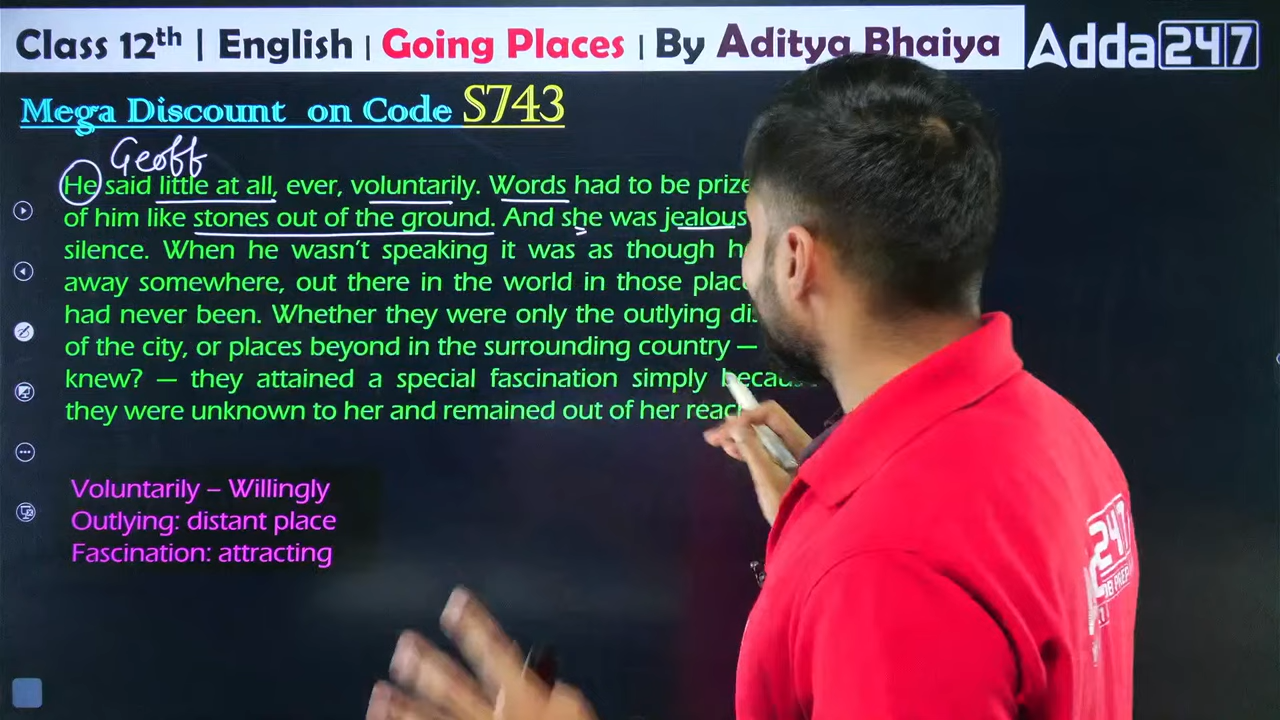 Class 12th | English | Going Places | By Aditya Bhaiya
Adda247
Mega Discount on Code S743
Geoff
He said little at all, ever, voluntarily. Words had to be
of him like stones out of the ground. And she was jealous
silence. When he wasn't speaking it was as though
away somewhere, out there in the world in those
had never been. Whether they were only the outlying
of the city, or places beyond in the surrounding country —
knew? — they attained a special fascination simply
they were unknown to her and remained out of her
Voluntarily – Willingly
Outlying: distant place
Fascination: attracting
247